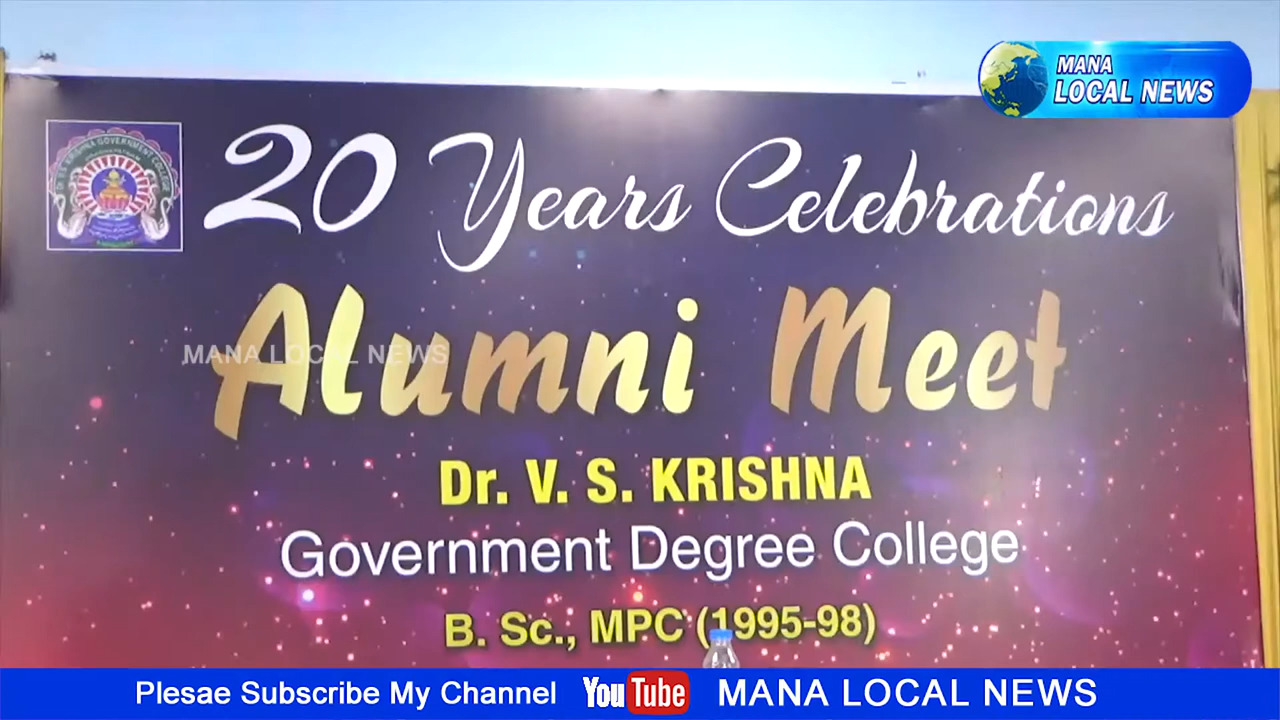 MANA
LOCAL NEWS
20 Years Celebrations
Alumni Meet
MANA LOCAL NEWS
Dr. V. S. KRISHNA
Government Degree College
B. Sc., MPC (1995-98)
Plesae Subscribe My Channel YouTube MANA LOCAL NEWS